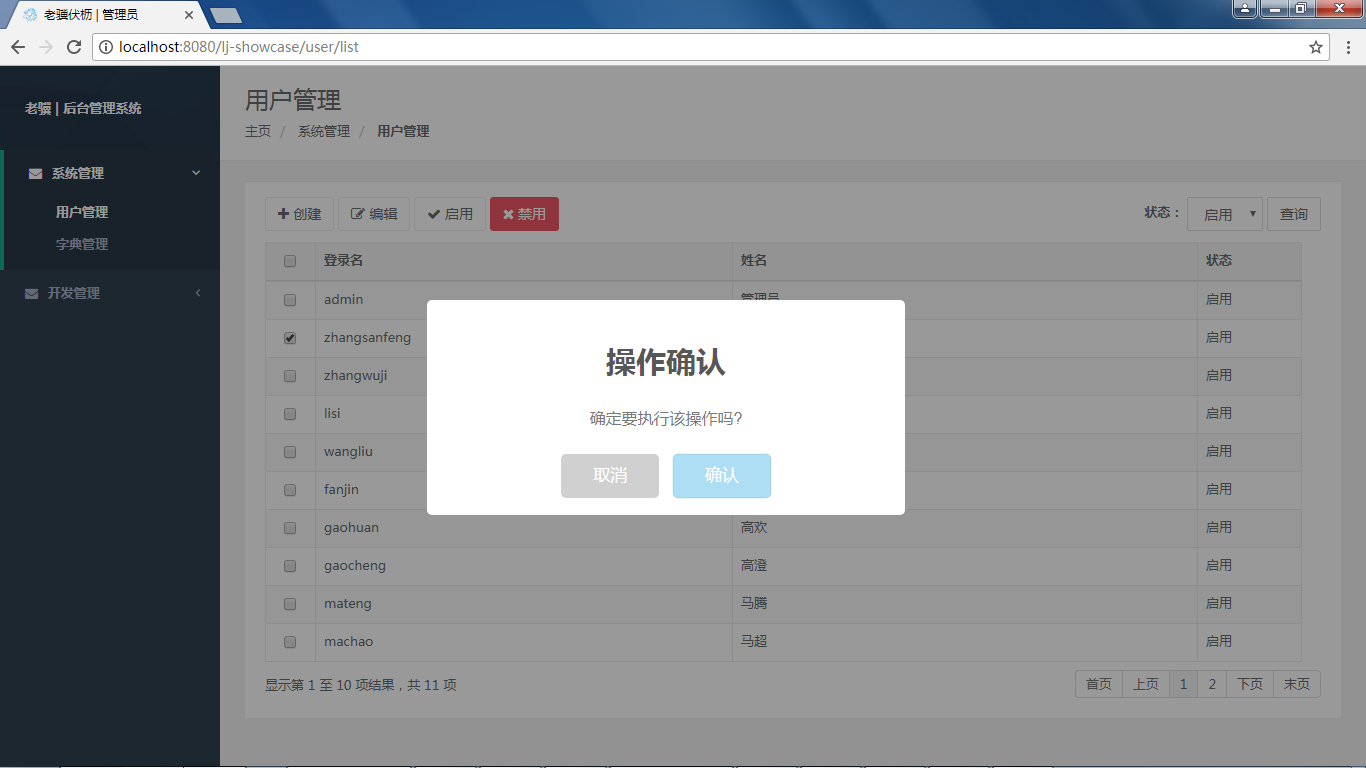 老骥伏枥 | 管理员
localhost:8080/lj-showcase/user/list
老骥 | 后台管理系统
系统管理
用户管理
字典管理
开发管理
用户管理
主页 / 系统管理 / 用户管理
创建 编辑 启用 禁用 状态： 启用 查询
登录名 姓名 状态
admin 管理员 启用
zhangsanfeng 启用
zhangwuji 启用
lisi 启用
wangliu 启用
fanjin 启用
gaohuan 高欢 启用
gaocheng 高澄 启用
mateng 马腾 启用
machao 马超 启用
显示第 1 至 10 项结果，共 11 项
首页 上页 1 2 下页 末页
操作确认
确定要执行该操作吗?
取消 确认